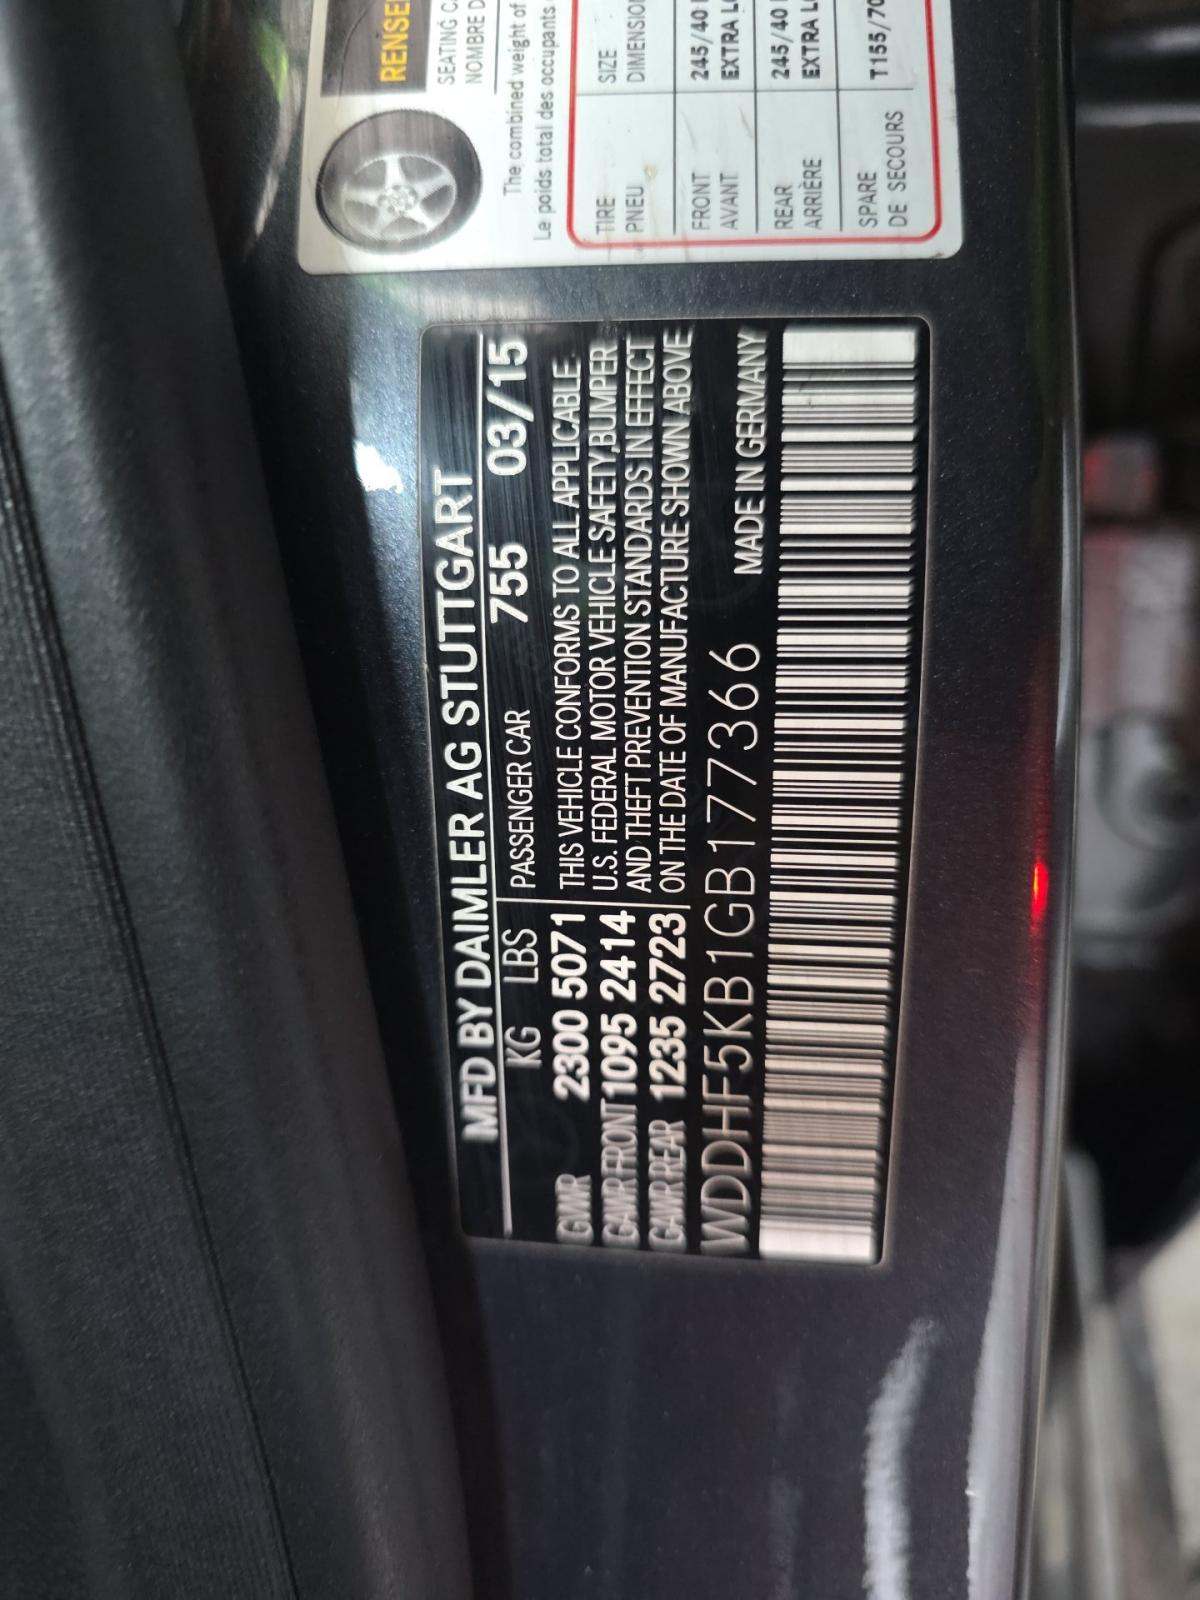 MFD BY DAIMLER AG STUTTGART
KG LBS PASSENGER CAR 755 03/15
GVWR 2300 5071
GAWR FRONT 1095 2414
GAWR REAR 1235 2723
THIS VEHICLE CONFORMS TO ALL APPLICABLE
U.S. FEDERAL MOTOR VEHICLE SAFETY,BUMPER,
AND THEFT PREVENTION STANDARDS IN EFFECT
ON THE DATE OF MANUFACTURE SHOWN ABOVE.
WDDHF5KB1GB177366
MADE IN GERMANY
RENSE
SEATING C
NOMBRE D
The combined weight of
Le poids total des occupants
TIRE SIZE
PNEU DIMENSION
FRONT 245/40
AVANT EXTRA L
REAR 245/40
ARRIÈRE EXTRA L
SPARE T155/70
DE SECOURS